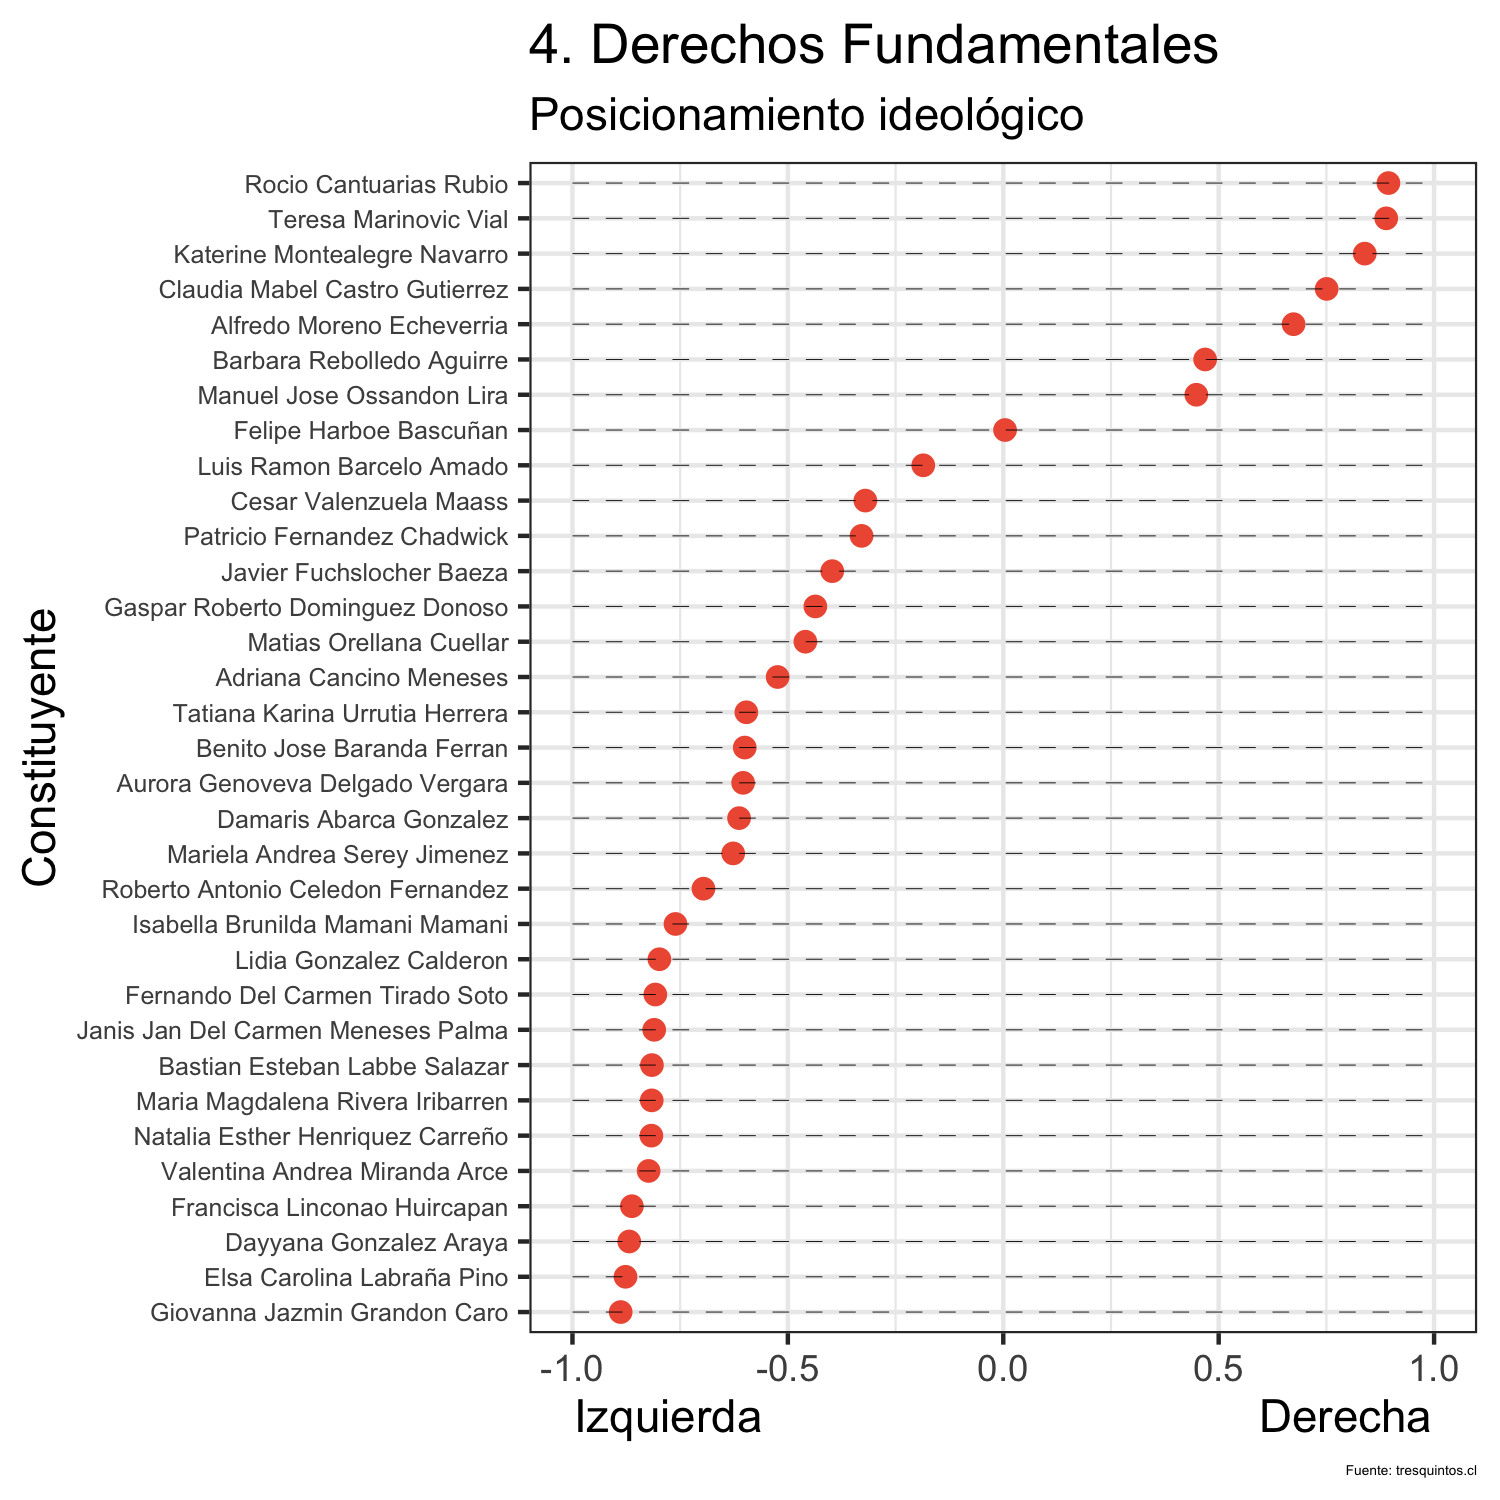 4. Derechos Fundamentales
Posicionamiento ideológico
Constituyente
Rocio Cantuarias Rubio
Teresa Marinovic Vial
Katerine Montealegre Navarro
Claudia Mabel Castro Gutierrez
Alfredo Moreno Echeverria
Barbara Rebolledo Aguirre
Manuel Jose Ossandon Lira
Felipe Harboe Bascuñan
Luis Ramon Barcelo Amado
Cesar Valenzuela Maass
Patricio Fernandez Chadwick
Javier Fuchslocher Baeza
Gaspar Roberto Dominguez Donoso
Matias Orellana Cuellar
Adriana Cancino Meneses
Tatiana Karina Urrutia Herrera
Benito Jose Baranda Ferran
Aurora Genoveva Delgado Vergara
Damaris Abarca Gonzalez
Mariela Andrea Serey Jimenez
Roberto Antonio Celedon Fernandez
Isabella Brunilda Mamani Mamani
Lidia Gonzalez Calderon
Fernando Del Carmen Tirado Soto
Janis Jan Del Carmen Meneses Palma
Bastian Esteban Labbe Salazar
Maria Magdalena Rivera Iribarren
Natalia Esther Henriquez Carreño
Valentina Andrea Miranda Arce
Francisca Linconao Huircapan
Dayyana Gonzalez Araya
Elsa Carolina Labraña Pino
Giovanna Jazmin Grandon Caro
-1.0 -0.5 0.0 0.5 1.0
Izquierda Derecha
Fuente: tresquintos.cl